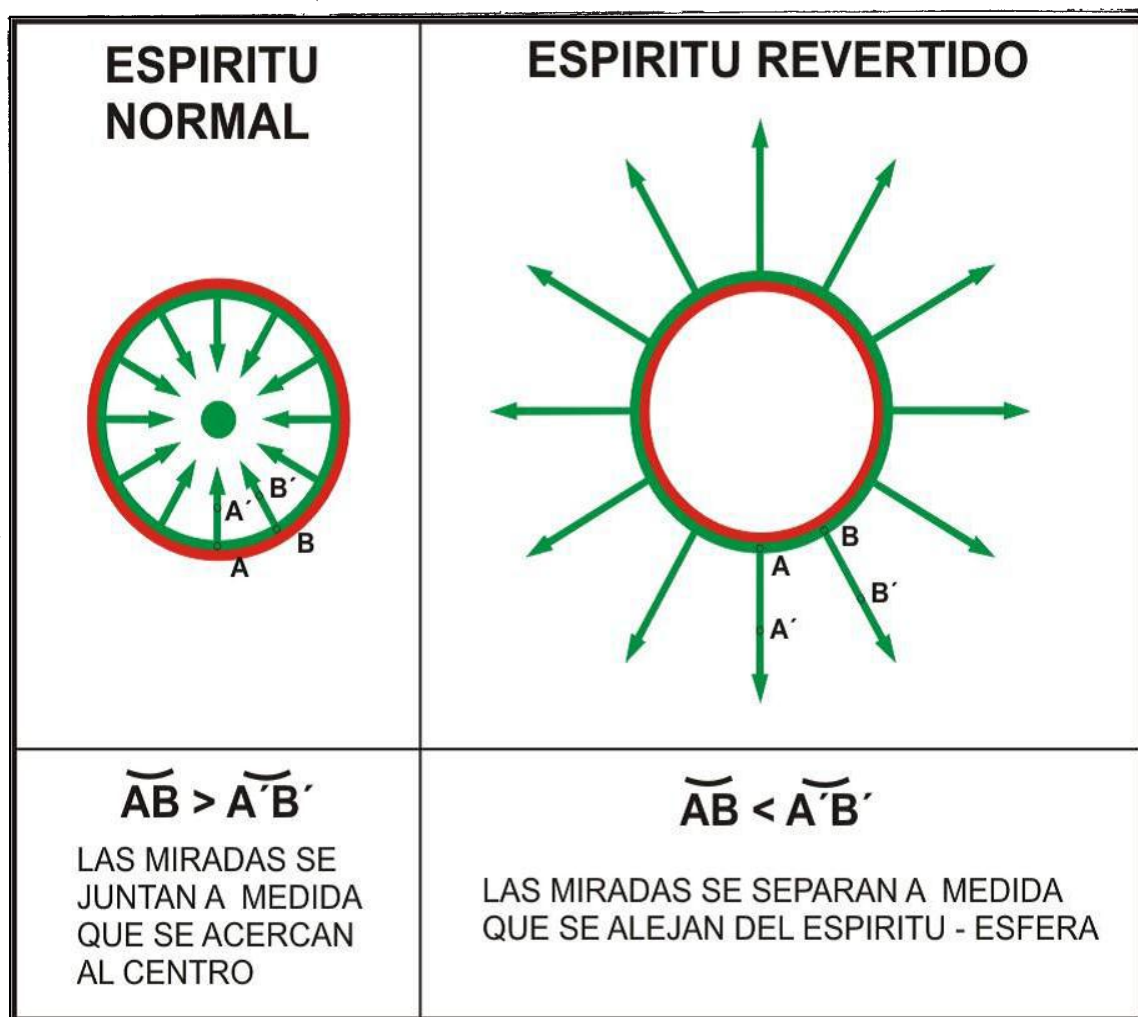 ESPIRITU
NORMAL
ESPIRITU REVERTIDO
A´
B´
B
A
A
B
B´
A´
AB > A´B´
LAS MIRADAS SE
JUNTAN A MEDIDA
QUE SE ACERCAN
AL CENTRO
AB < A´B´
LAS MIRADAS SE SEPARAN A MEDIDA
QUE SE ALEJAN DEL ESPIRITU - ESFERA